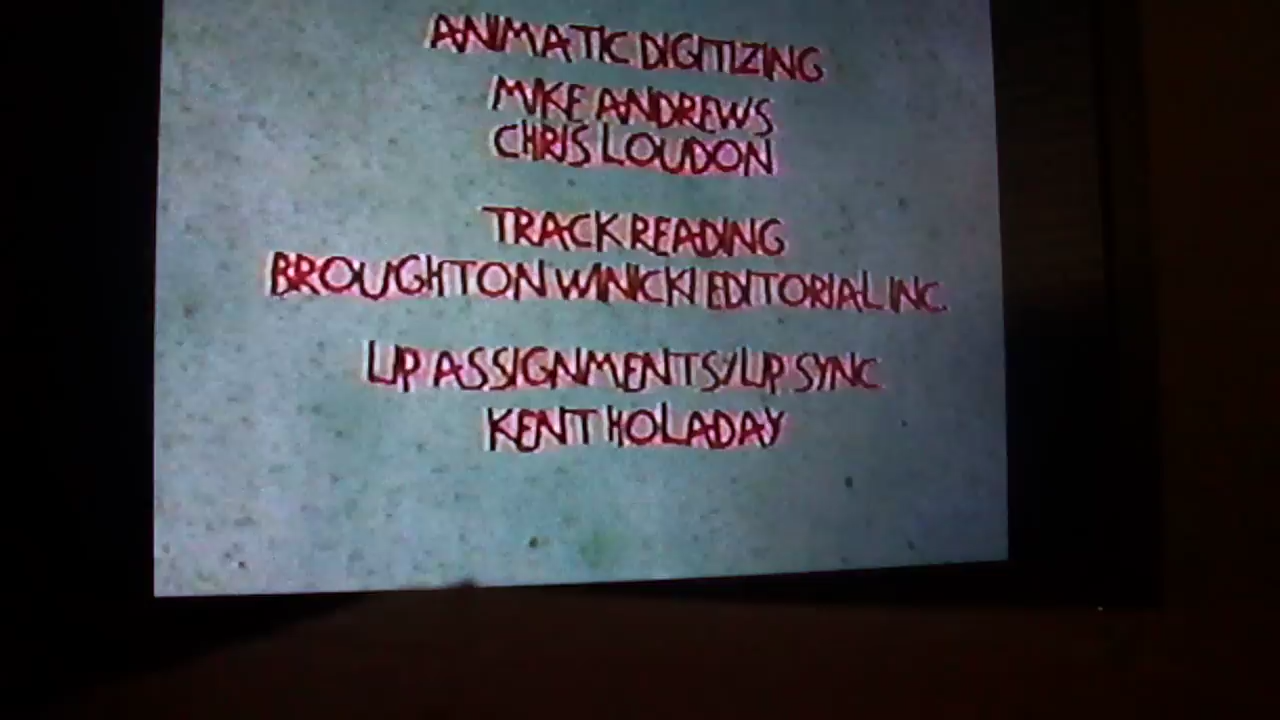 ANIMATIC DIGITIZING
MIKE ANDREWS
CHRIS LOUDON
TRACK READING
BROUGHTON WINICKI EDITORIAL INC.
LIP ASSIGNMENTS/LIP SYNC
KENT HOLADAY